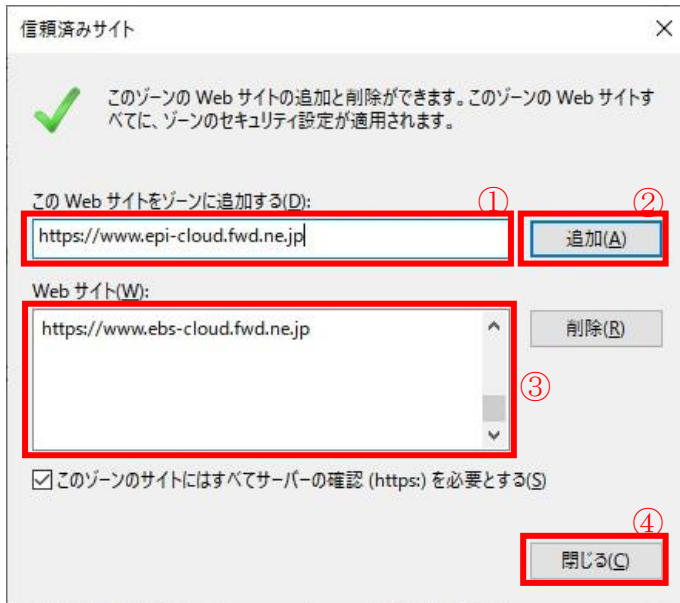 信頼済みサイト
このゾーンの Web サイトの追加と削除ができます。このゾーンの Web サイトす
べてに、ゾーンのセキュリティ設定が適用されます。
この Web サイトをゾーンに追加する(D):
①
②
https://www.epi-cloud.fwd.ne.jp
追加(A)
Web サイト(W):
https://www.ebs-cloud.fwd.ne.jp
削除(R)
③
このゾーンのサイトにはすべてサーバーの確認 (https:) を必要とする(S)
④
閉じる(C)